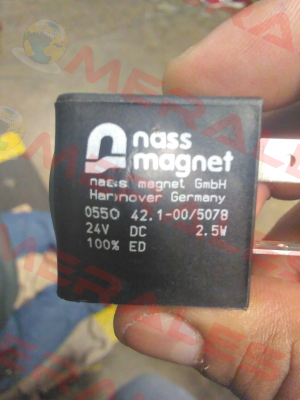 nass
magnet
nass magnet GmbH
Hannover Germany
0550 42.1-00/5078
24V DC 2.5W
100% ED